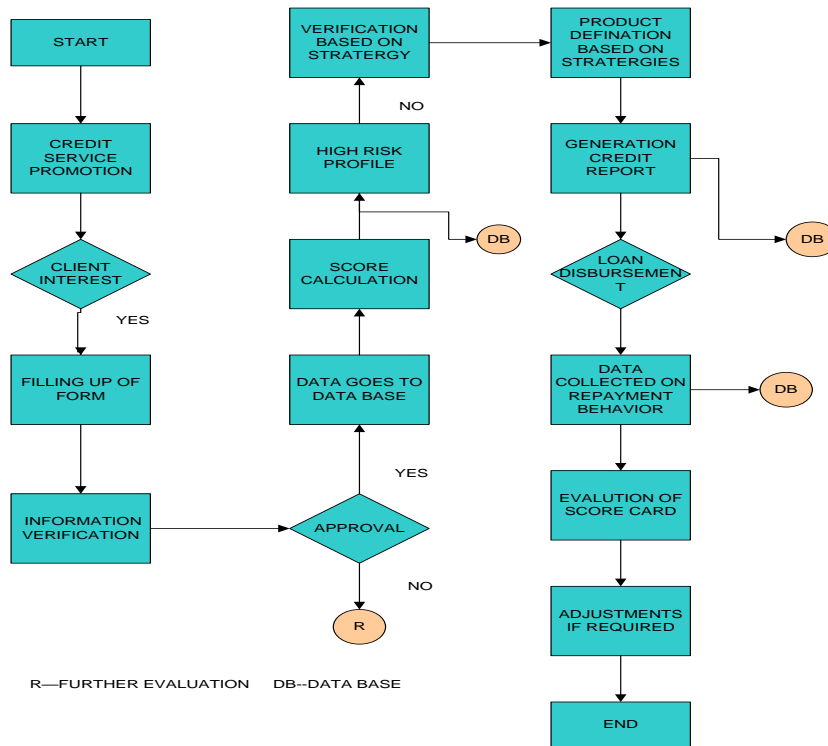 START
CREDIT
SERVICE
PROMOTION
CLIENT
INTEREST
YES
FILLING UP OF
FORM
INFORMATION
VERIFICATION
APPROVAL
NO
R
YES
DATA GOES TO
DATA BASE
SCORE
CALCULATION
DB
HIGH RISK
PROFILE
NO
VERIFICATION
BASED ON
STRATERGY
PRODUCT
DEFINATION
BASED ON
STRATERGIES
GENERATION
CREDIT
REPORT
DB
LOAN
DISBURSEMEN
T
DATA
COLLECTED ON
REPAYMENT
BEHAVIOR
DB
EVALUTION OF
SCORE CARD
ADJUSTMENTS
IF REQUIRED
END
R—FURTHER EVALUATION DB--DATA BASE